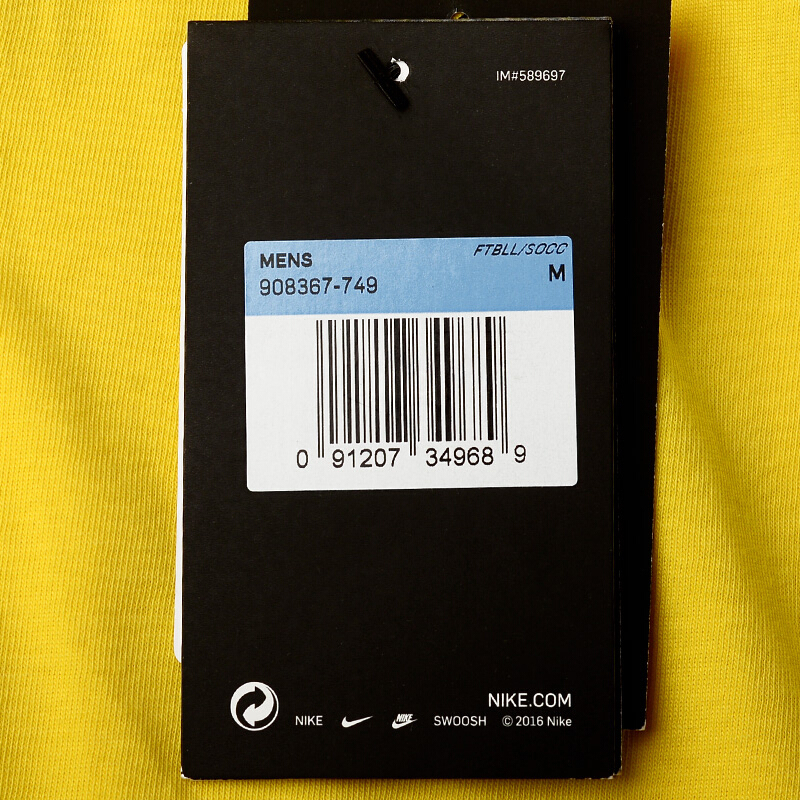 IM#589697
FTBLL/SOCC
MENS
M
908367-749
0 91207 34968 9
NIKE.COM
NIKE NIKE SWOOSH © 2016 Nike